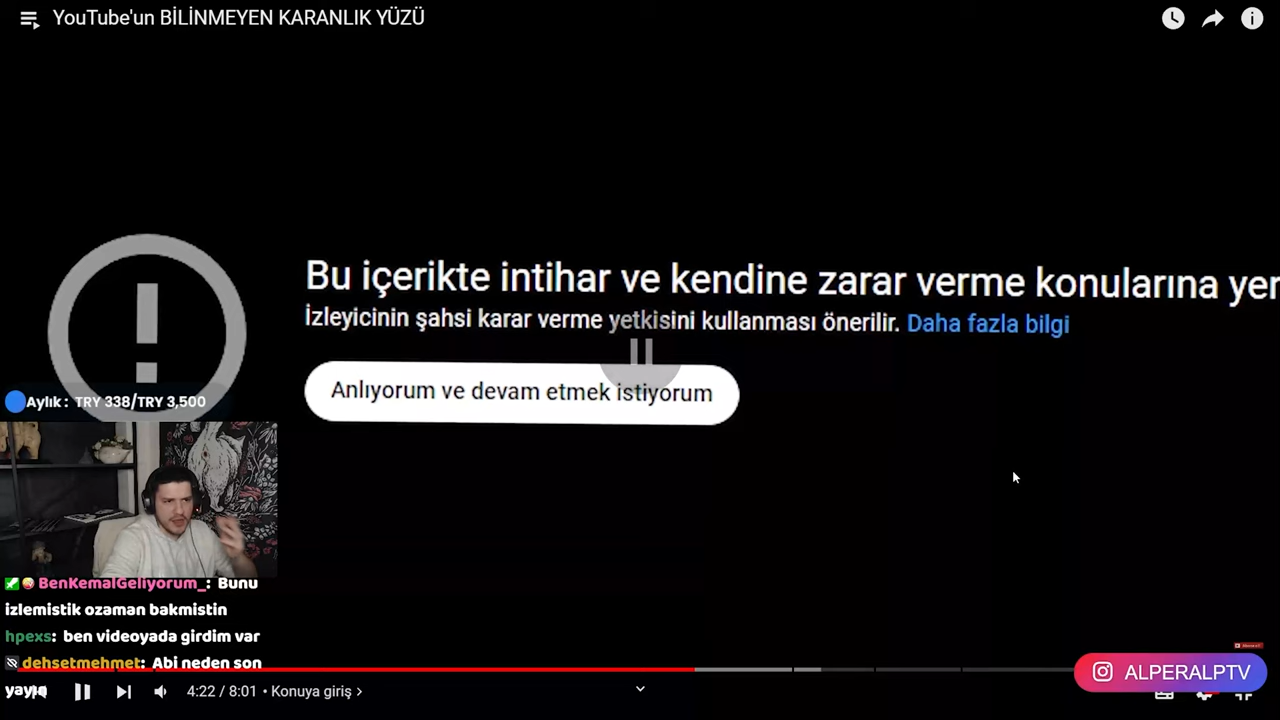 YouTube'un BİLİNMEYEN KARANLIK YÜZÜ
Bu içerikte intihar ve kendine zarar verme konularına yer
İzleyicinin şahsi karar verme yetkisini kullanması önerilir. Daha fazla bilgi
Anlıyorum ve devam etmek istiyorum
Aylık : TRY 338/TRY 3,500
BenKemalGeliyorum_: Bunu
izlemistik ozaman bakmistin
hpexs: ben videoyada girdim var
dehsetmehmet: Abi neden son
yayın
4:22 / 8:01 • Konuya giriş
ALPERALPTV